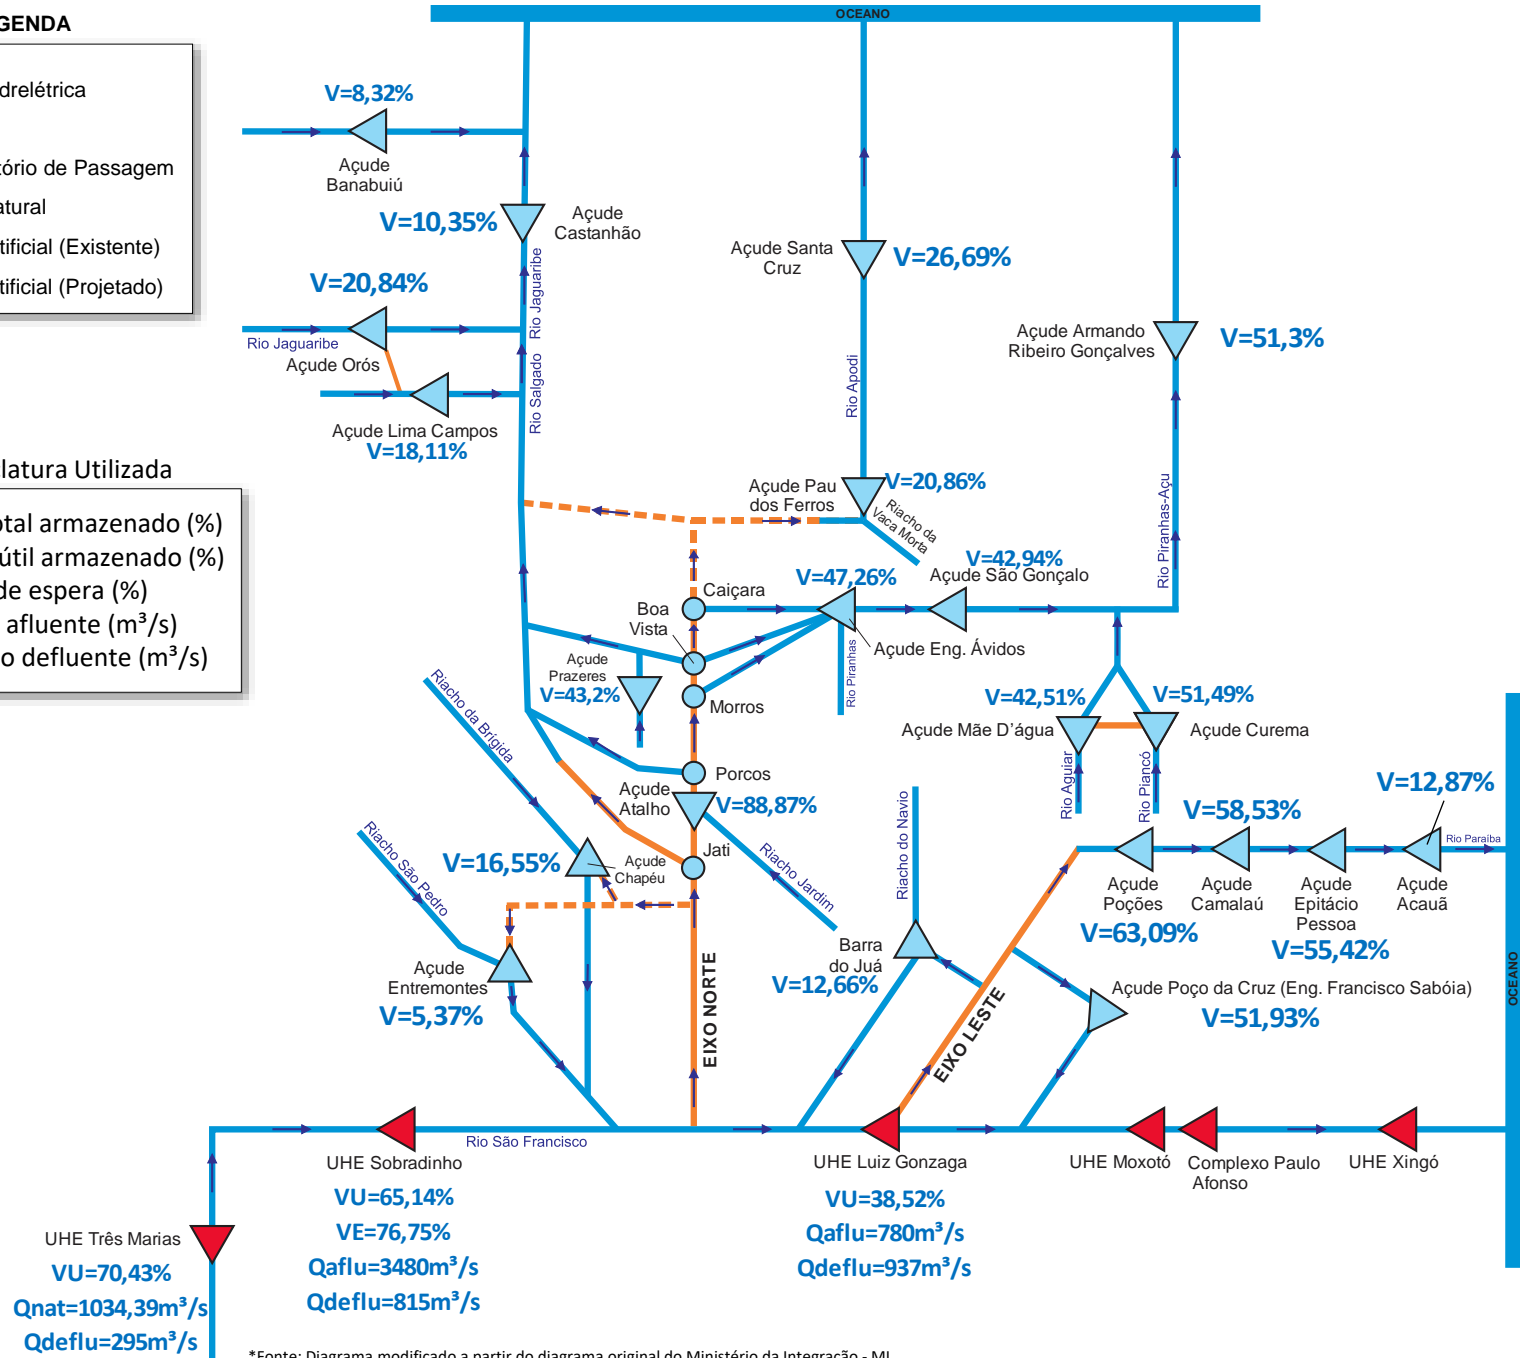 OCEANO
GENDA
drelétrica
tório de Passagem
atural
tificial (Existente)
tificial (Projetado)
V=8,32%
Açude
Banabuiú
V=10,35%
Açude
Castanhão
V=20,84%
Rio Jaguaribe
Rio Jaguaribe
Açude Orós
Rio Salgado
Açude Lima Campos
V=18,11%
Açude Santa
Cruz
V=26,69%
Rio Apodi
Açude Armando
Ribeiro Gonçalves
V=51,3%
Rio Piranhas-Açu
latura Utilizada
otal armazenado (%)
útil armazenado (%)
de espera (%)
afluente (m³/s)
o defluente (m³/s)
Açude Pau
dos Ferros
V=20,86%
Riacho da
Vaca Morta
V=42,94%
Açude São Gonçalo
V=47,26%
Caiçara
Boa
Vista
Açude Eng. Ávidos
Rio Piranhas
Açude
Prazeres
V=43,2%
Morros
Riacho da Brígida
Porcos
Açude
Atalho
V=88,87%
Jati
Riacho Jardim
V=42,51%
V=51,49%
Açude Mãe D'água
Açude Curema
Rio Aguiar
Rio Piancó
V=12,87%
V=58,53%
Rio Paraíba
Açude
Poções
Açude
Camalaú
Açude
Epitácio
Pessoa
Açude
Acauã
V=63,09%
V=55,42%
Riacho São Pedro
V=16,55%
Açude
Chapéu
Riacho do Navio
Barra
do Juá
V=12,66%
Açude
Entremontes
V=5,37%
EIXO NORTE
EIXO LESTE
Açude Poço da Cruz (Eng. Francisco Sabóia)
V=51,93%
OCEANO
Rio São Francisco
UHE Sobradinho
VU=65,14%
VE=76,75%
Qaflu=3480m³/s
Qdeflu=815m³/s
UHE Luiz Gonzaga
VU=38,52%
Qaflu=780m³/s
Qdeflu=937m³/s
UHE Moxotó
Complexo Paulo
Afonso
UHE Xingó
UHE Três Marias
VU=70,43%
Qnat=1034,39m³/s
Qdeflu=295m³/s
*Fonte: Diagrama modificado a partir do diagrama original do Ministério da Integração - MI